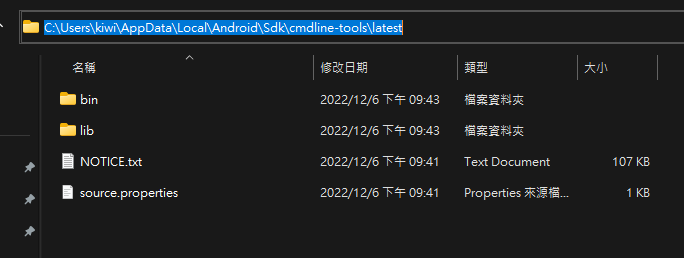 C:\Users\kiwi\AppData\Local\Android\Sdk\cmdline-tools\latest
名稱 修改日期 類型 大小
bin 2022/12/6 下午 09:43 檔案資料夾
lib 2022/12/6 下午 09:43 檔案資料夾
NOTICE.txt 2022/12/6 下午 09:41 Text Document 107 KB
source.properties 2022/12/6 下午 09:41 Properties 來源檔... 1 KB